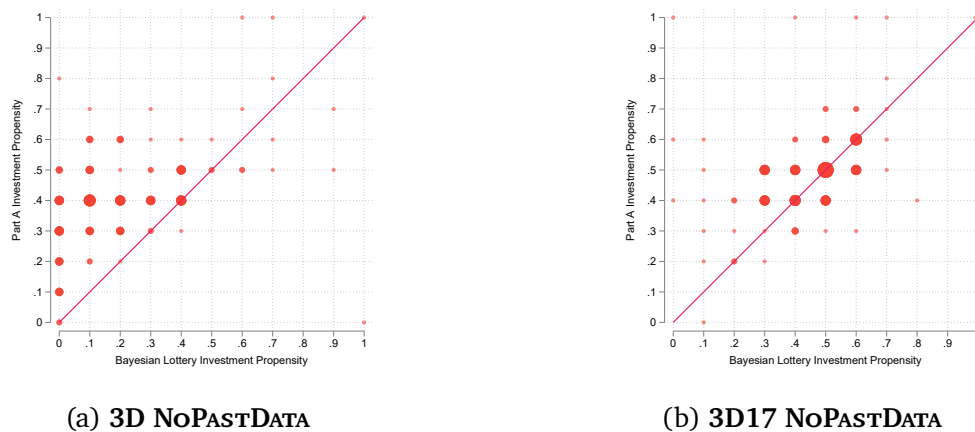 1
.9
.8
.7
.6
.5
.4
.3
.2
.1
0
Part A Investment Propensity
0 .1 .2 .3 .4 .5 .6 .7 .8 .9 1
Bayesian Lottery Investment Propensity
(a) 3D NOPASTDATA
1
.9
.8
.7
.6
.5
.4
.3
.2
.1
0
Part A Investment Propensity
0 .1 .2 .3 .4 .5 .6 .7 .8 .9
Bayesian Lottery Investment Propensity
(b) 3D17 NOPASTDATA